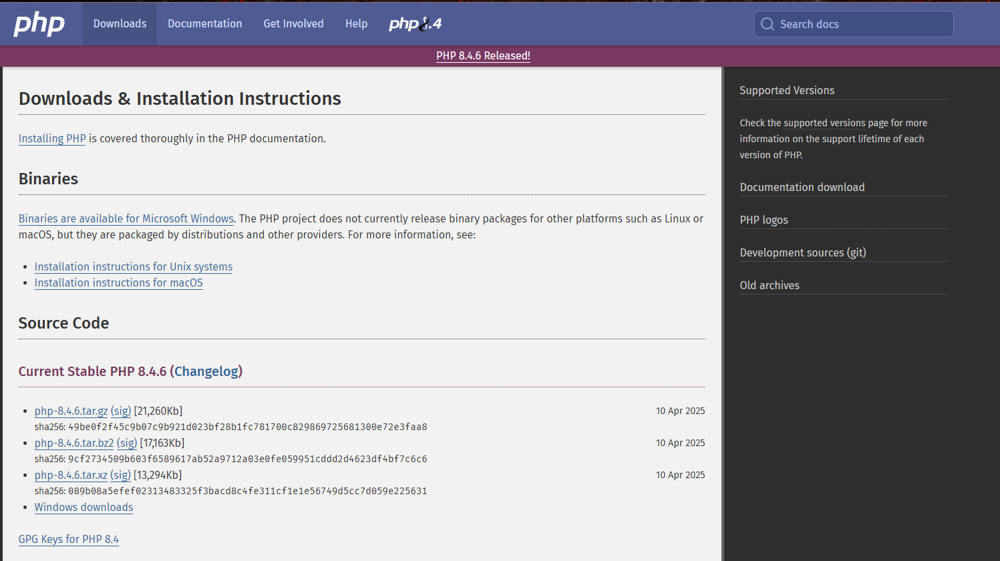 php
Downloads
Documentation
Get Involved
Help
php8.4
Search docs
PHP 8.4.6 Released!
Downloads & Installation Instructions
Installing PHP is covered thoroughly in the PHP documentation.
Binaries
Binaries are available for Microsoft Windows. The PHP project does not currently release binary packages for other platforms such as Linux or
macOS, but they are packaged by distributions and other providers. For more information, see:
Installation instructions for Unix systems
Installation instructions for macOS
Source Code
Current Stable PHP 8.4.6 (Changelog)
php-8.4.6.tar.gz (sig) [21,260Kb] 10 Apr 2025
sha256: 49be0f2f45c9b07c9b921d023bf28b1fc781700c829869725681300e72e3faa8
php-8.4.6.tar.bz2 (sig) [17,163Kb] 10 Apr 2025
sha256: 9cf2734509b603f6589617ab52a9712a03e0fe059951cddd2d4623df4bf7c6c6
php-8.4.6.tar.xz (sig) [13,294Kb] 10 Apr 2025
sha256: 089b08a5efef02313483325f3bacd8c4fe311cf1e1e56749d5cc7d059e225631
Windows downloads
GPG Keys for PHP 8.4
Supported Versions
Check the supported versions page for more
information on the support lifetime of each
version of PHP.
Documentation download
PHP logos
Development sources (git)
Old archives